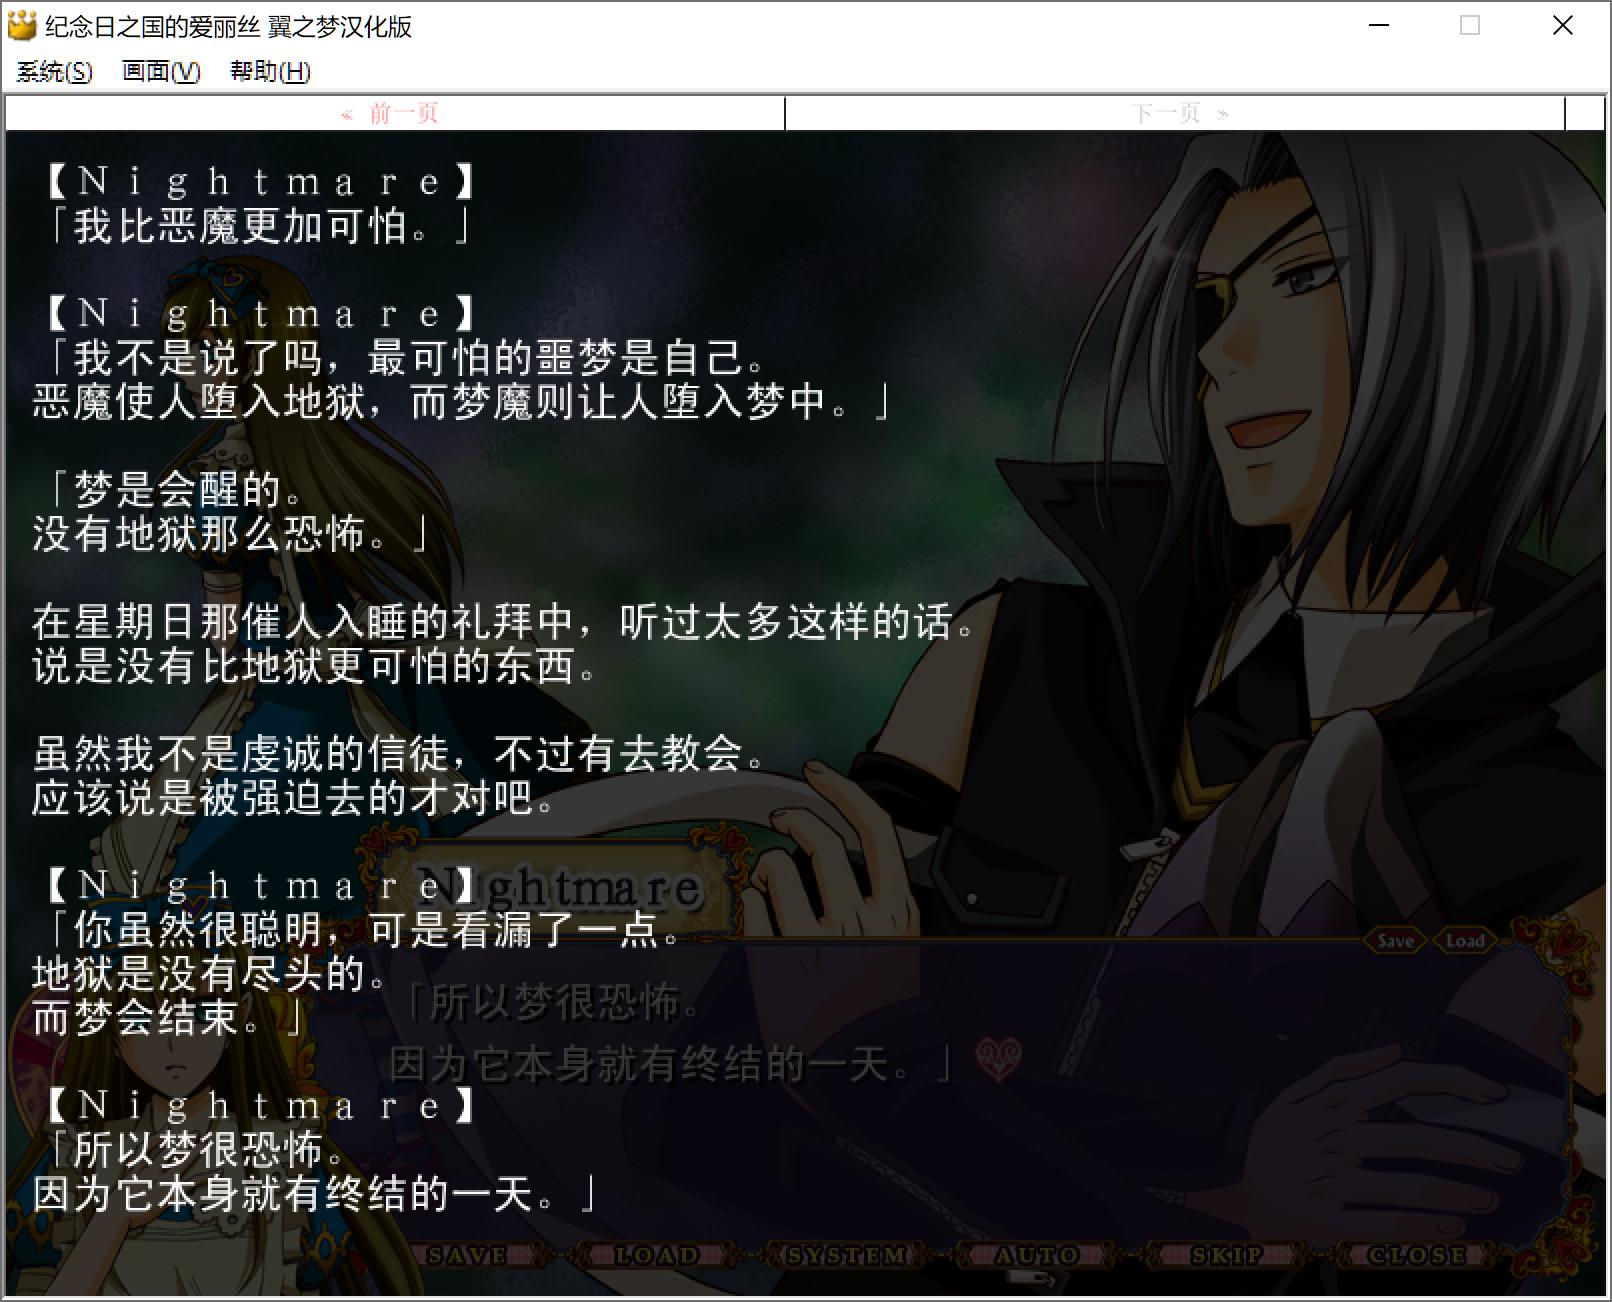 纪念日之国的爱丽丝 翼之梦汉化版
系统(S) 画面(V) 帮助(H)
« 前一页 下一页 »
【Ｎｉｇｈｔｍａｒｅ】
「我比恶魔更加可怕。」
【Ｎｉｇｈｔｍａｒｅ】
「我不是说了吗，最可怕的噩梦是自己。
恶魔使人堕入地狱，而梦魔则让人堕入梦中。」
「梦是会醒的。
没有地狱那么恐怖。」
在星期日那催人入睡的礼拜中，听过太多这样的话。
说是没有比地狱更可怕的东西。
虽然我不是虔诚的信徒，不过有去教会。
应该说是被强迫去的才对吧。
【Ｎｉｇｈｔｍａｒｅ】
「你虽然很聪明，可是看漏了一点。
地狱是没有尽头的。
而梦会结束。」
【Ｎｉｇｈｔｍａｒｅ】
「所以梦很恐怖。
因为它本身就有终结的一天。」
Nightmare
Save Load
「所以梦很恐怖。
因为它本身就有终结的一天。」
SAVE LOAD SYSTEM AUTO SKIP CLOSE